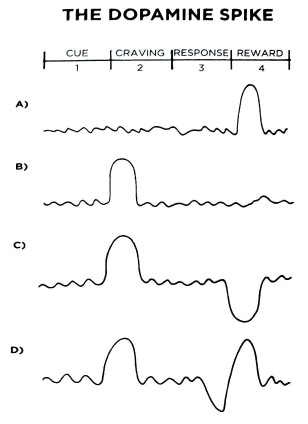 THE DOPAMINE SPIKE
CUE CRAVING RESPONSE REWARD
1 2 3 4
A)
B)
C)
D)